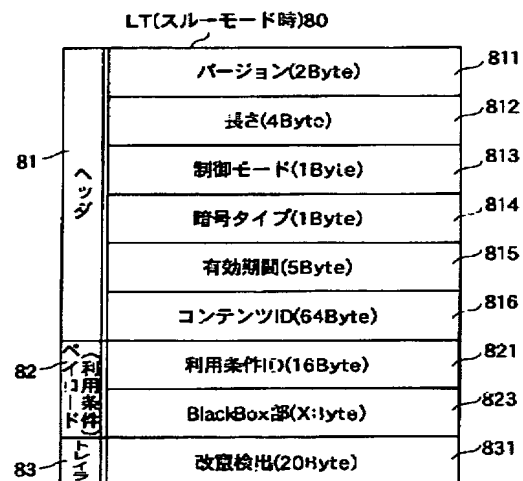 LT(スルーモード時)80
81
ヘッダ
バージョン(2Byte)
811
長さ(4Byte)
812
制御モード(1Byte)
813
暗号タイプ(1Byte)
814
有効期間(5Byte)
815
コンテンツID(64Byte)
816
82
ペイロード
(利用条件)
利用条件ID(16Byte)
821
BlackBox部(X:Byte)
823
83
トレイラ
改竄検出(20Byte)
831